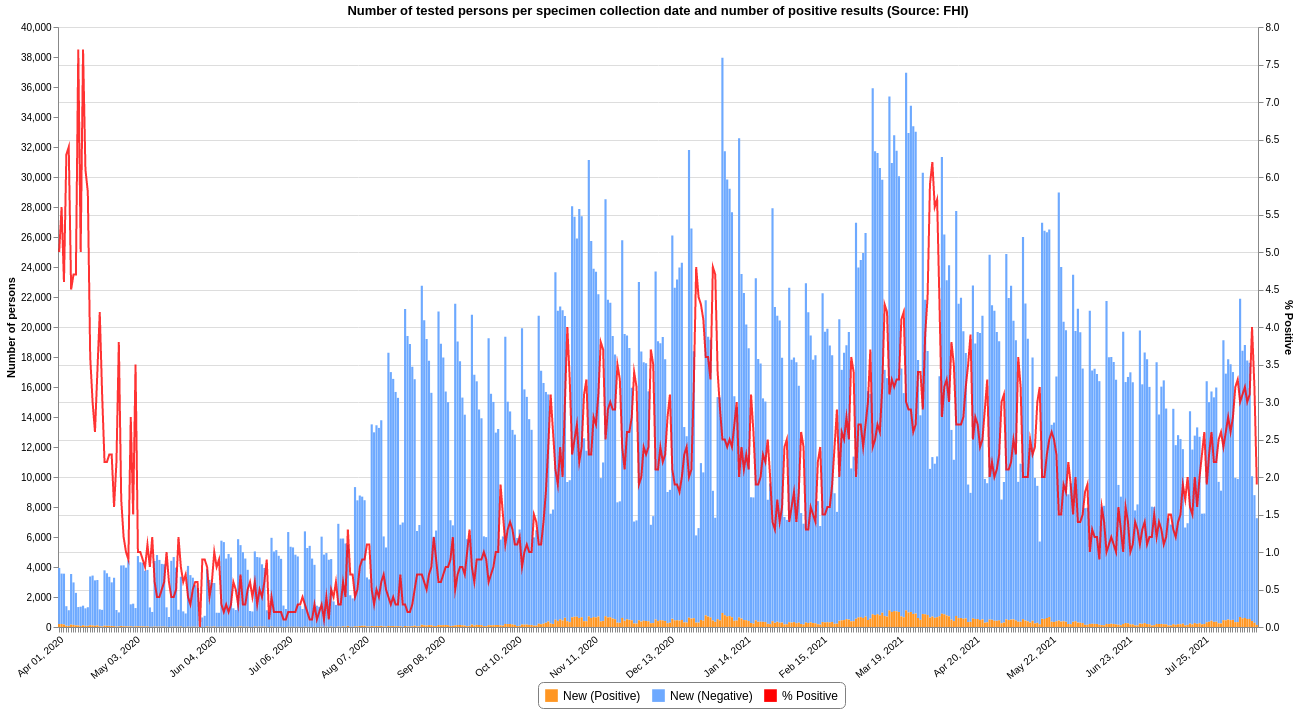 Number of tested persons per specimen collection date and number of positive results (Source: FHI)
40,000
38,000
36,000
34,000
32,000
30,000
28,000
26,000
24,000
22,000
20,000
18,000
16,000
14,000
12,000
10,000
8,000
6,000
4,000
2,000
0
Number of persons
8.0
7.5
7.0
6.5
6.0
5.5
5.0
4.5
4.0
3.5
3.0
2.5
2.0
1.5
1.0
0.5
0.0
% Positive
Apr 01, 2020
May 03, 2020
Jun 04, 2020
Jul 06, 2020
Aug 07, 2020
Sep 08, 2020
Oct 10, 2020
Nov 11, 2020
Dec 13, 2020
Jan 14, 2021
Feb 15, 2021
Mar 19, 2021
Apr 20, 2021
May 22, 2021
Jun 23, 2021
Jul 25, 2021
New (Positive) New (Negative) % Positive